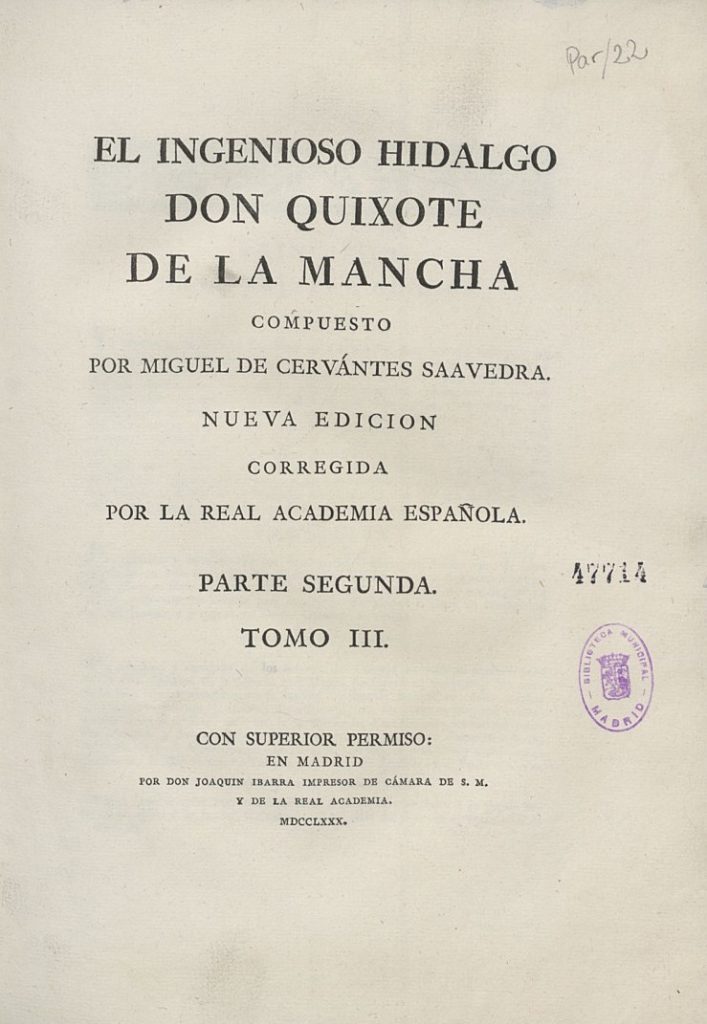 Par/22
EL INGENIOSO HIDALGO
DON QUIXOTE
DE LA MANCHA
COMPUESTO
POR MIGUEL DE CERVÁNTES SAAVEDRA.
NUEVA EDICION
CORREGIDA
POR LA REAL ACADEMIA ESPAÑOLA.
PARTE SEGUNDA.
47714
TOMO III.
BIBLIOTECA MUNICIPAL
MADRID
CON SUPERIOR PERMISO:
EN MADRID
POR DON JOAQUIN IBARRA IMPRESOR DE CÁMARA DE S. M.
Y DE LA REAL ACADEMIA.
MDCCLXXX.